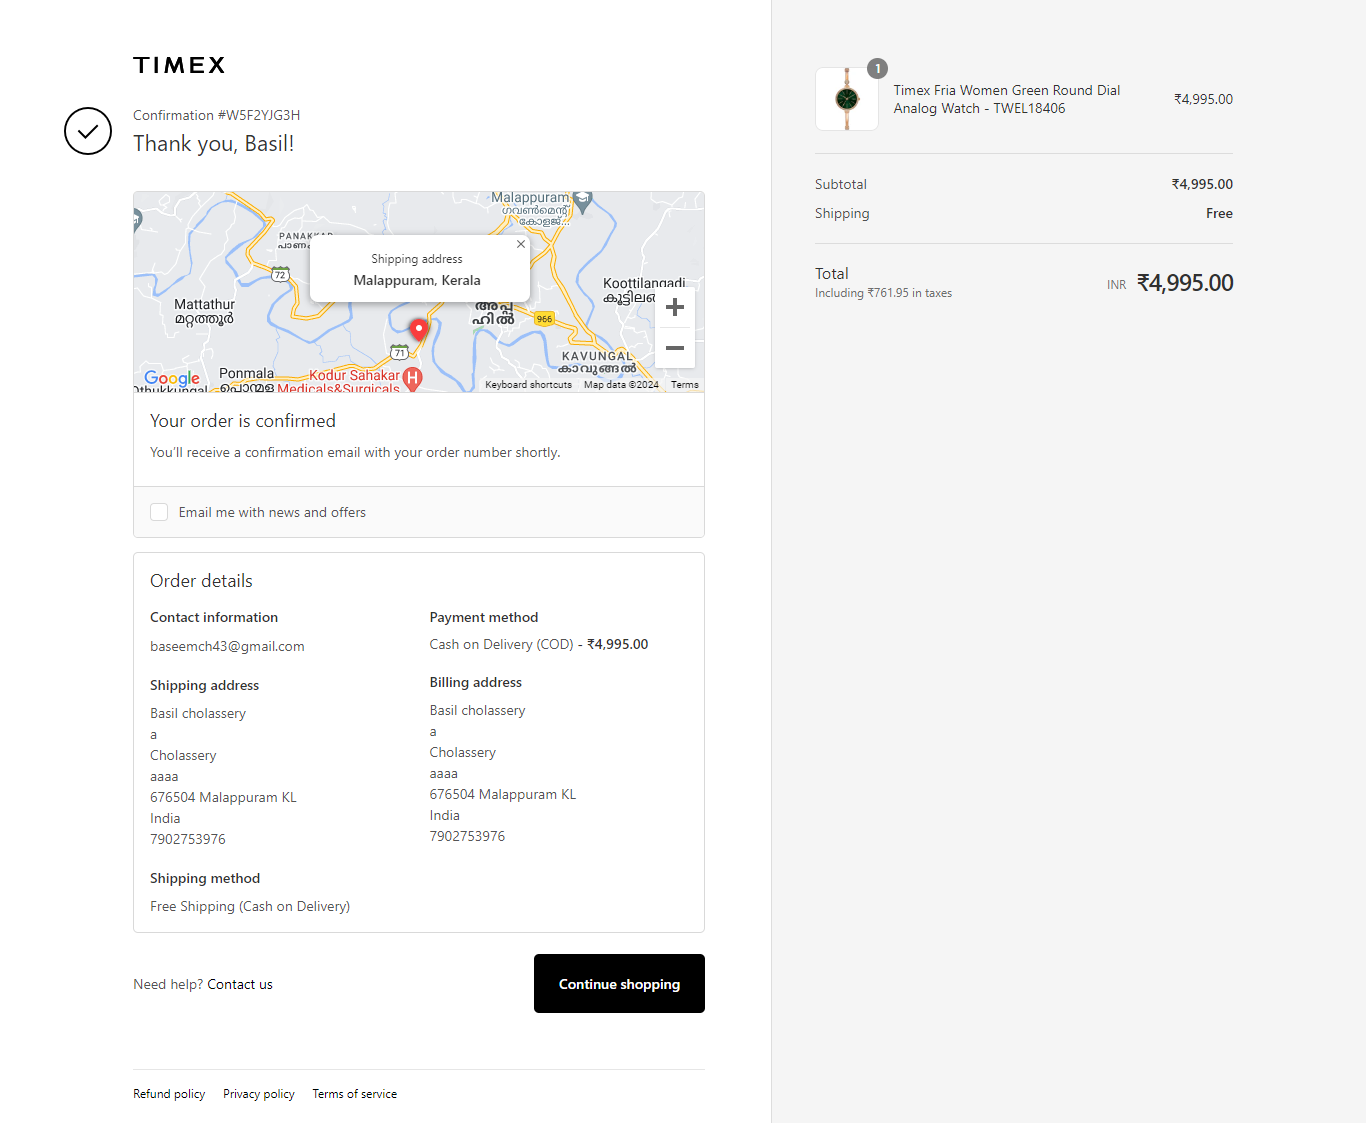 TIMEX
Confirmation #W5F2YJG3H
Thank you, Basil!
Malappuram
ഗവൺമെന്റ്
കോളജ്...
PANAKKAD
72
Shipping address
Malappuram, Kerala
Koottilangadi
Mattathur
മറ്റത്തൂർ
അപ്പ്
ഹിൽ
966
71
KAVUNGAL
കാവുങ്ങൽ
Ponmala
പൊന്മള
Kodur Sahakar
Medicals&Surgicals
Google
Keyboard shortcuts
Map data ©2024
Terms
Your order is confirmed
You'll receive a confirmation email with your order number shortly.
Email me with news and offers
Order details
Contact information
baseemch43@gmail.com
Shipping address
Basil cholassery
a
Cholassery
aaaa
676504 Malappuram KL
India
7902753976
Shipping method
Free Shipping (Cash on Delivery)
Payment method
Cash on Delivery (COD) - ₹4,995.00
Billing address
Basil cholassery
a
Cholassery
aaaa
676504 Malappuram KL
India
7902753976
Need help? Contact us
Continue shopping
Refund policy
Privacy policy
Terms of service
1
Timex Fria Women Green Round Dial
Analog Watch - TWEL18406
₹4,995.00
Subtotal
₹4,995.00
Shipping
Free
Total
Including ₹761.95 in taxes
INR ₹4,995.00